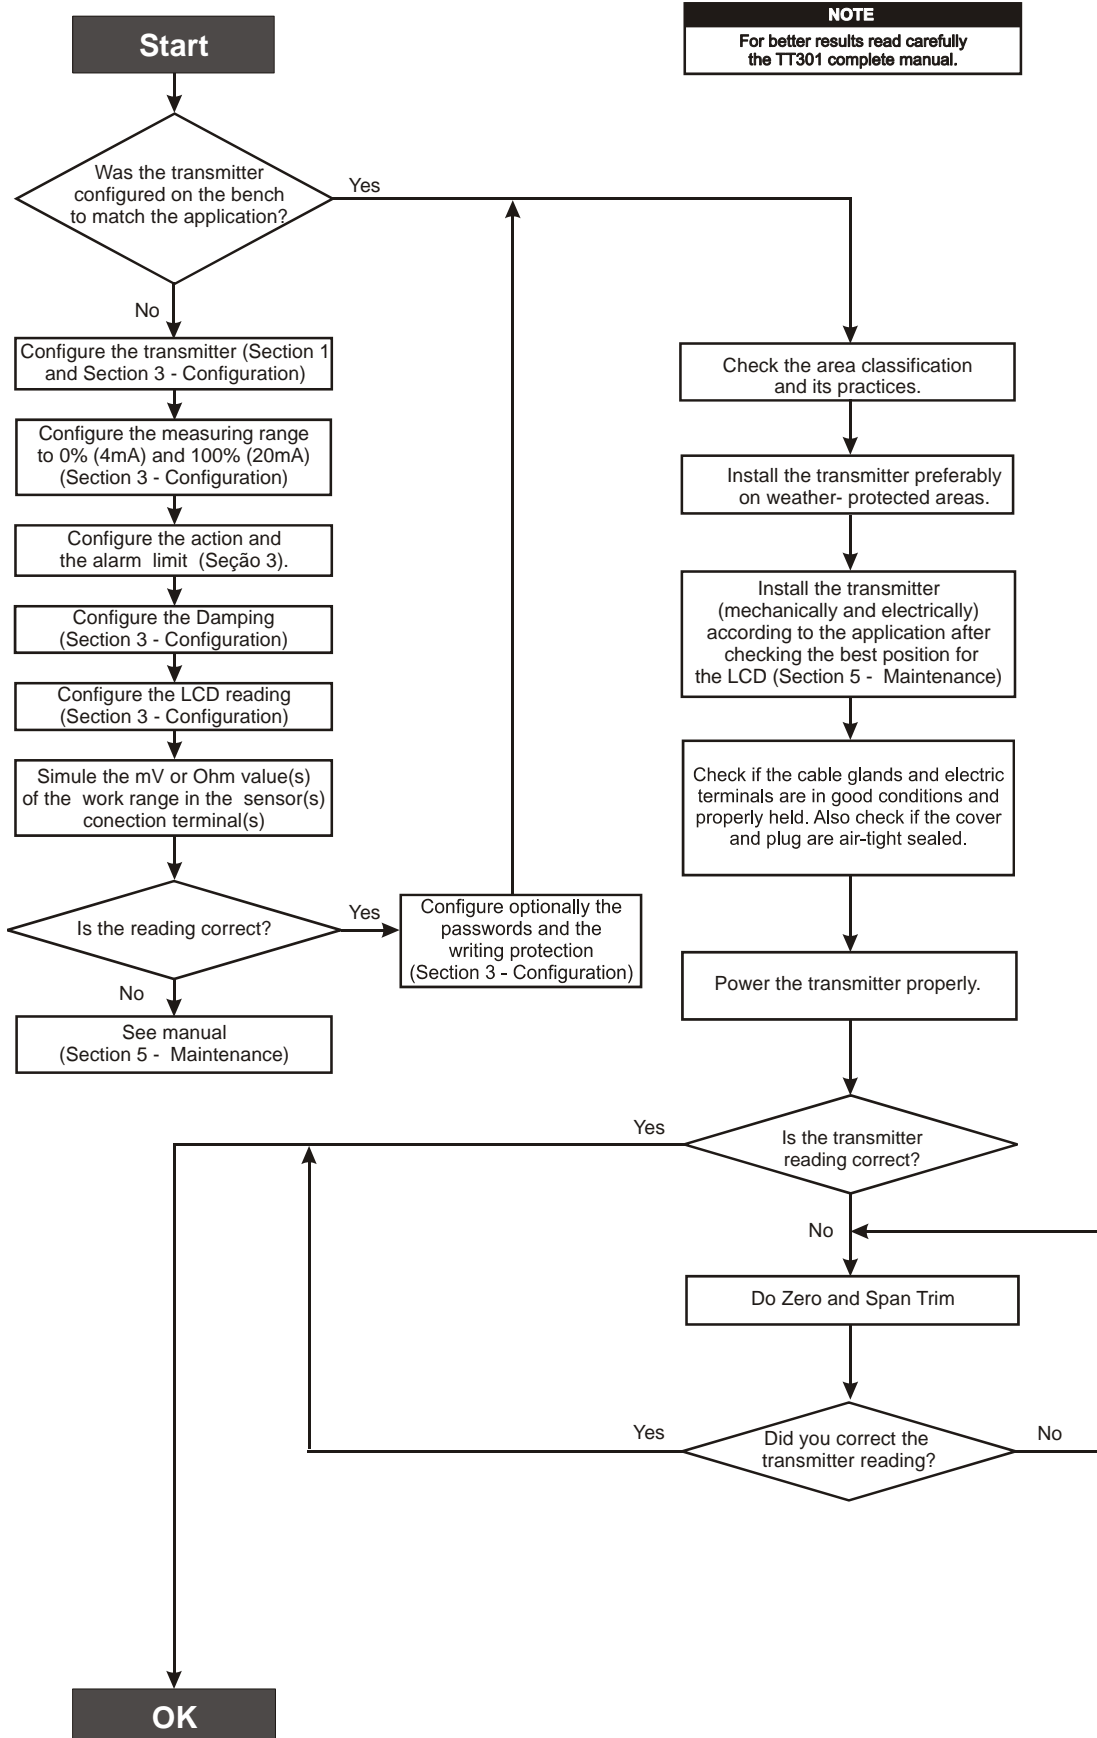 Start
NOTE
For better results read carefully
the TT301 complete manual.
Was the transmitter
configured on the bench
to match the application?
Yes
No
Configure the transmitter (Section 1
and Section 3 - Configuration)
Configure the measuring range
to 0% (4mA) and 100% (20mA)
(Section 3 - Configuration)
Configure the action and
the alarm limit (Seção 3).
Configure the Damping
(Section 3 - Configuration)
Configure the LCD reading
(Section 3 - Configuration)
Simule the mV or Ohm value(s)
of the work range in the sensor(s)
conection terminal(s)
Is the reading correct?
Yes
Configure optionally the
passwords and the
writing protection
(Section 3 - Configuration)
No
See manual
(Section 5 - Maintenance)
Check the area classification
and its practices.
Install the transmitter preferably
on weather- protected areas.
Install the transmitter
(mechanically and electrically)
according to the application after
checking the best position for
the LCD (Section 5 - Maintenance)
Check if the cable glands and electric
terminals are in good conditions and
properly held. Also check if the cover
and plug are air-tight sealed.
Power the transmitter properly.
Is the transmitter
reading correct?
Yes
No
Do Zero and Span Trim
Did you correct the
transmitter reading?
Yes
No
OK